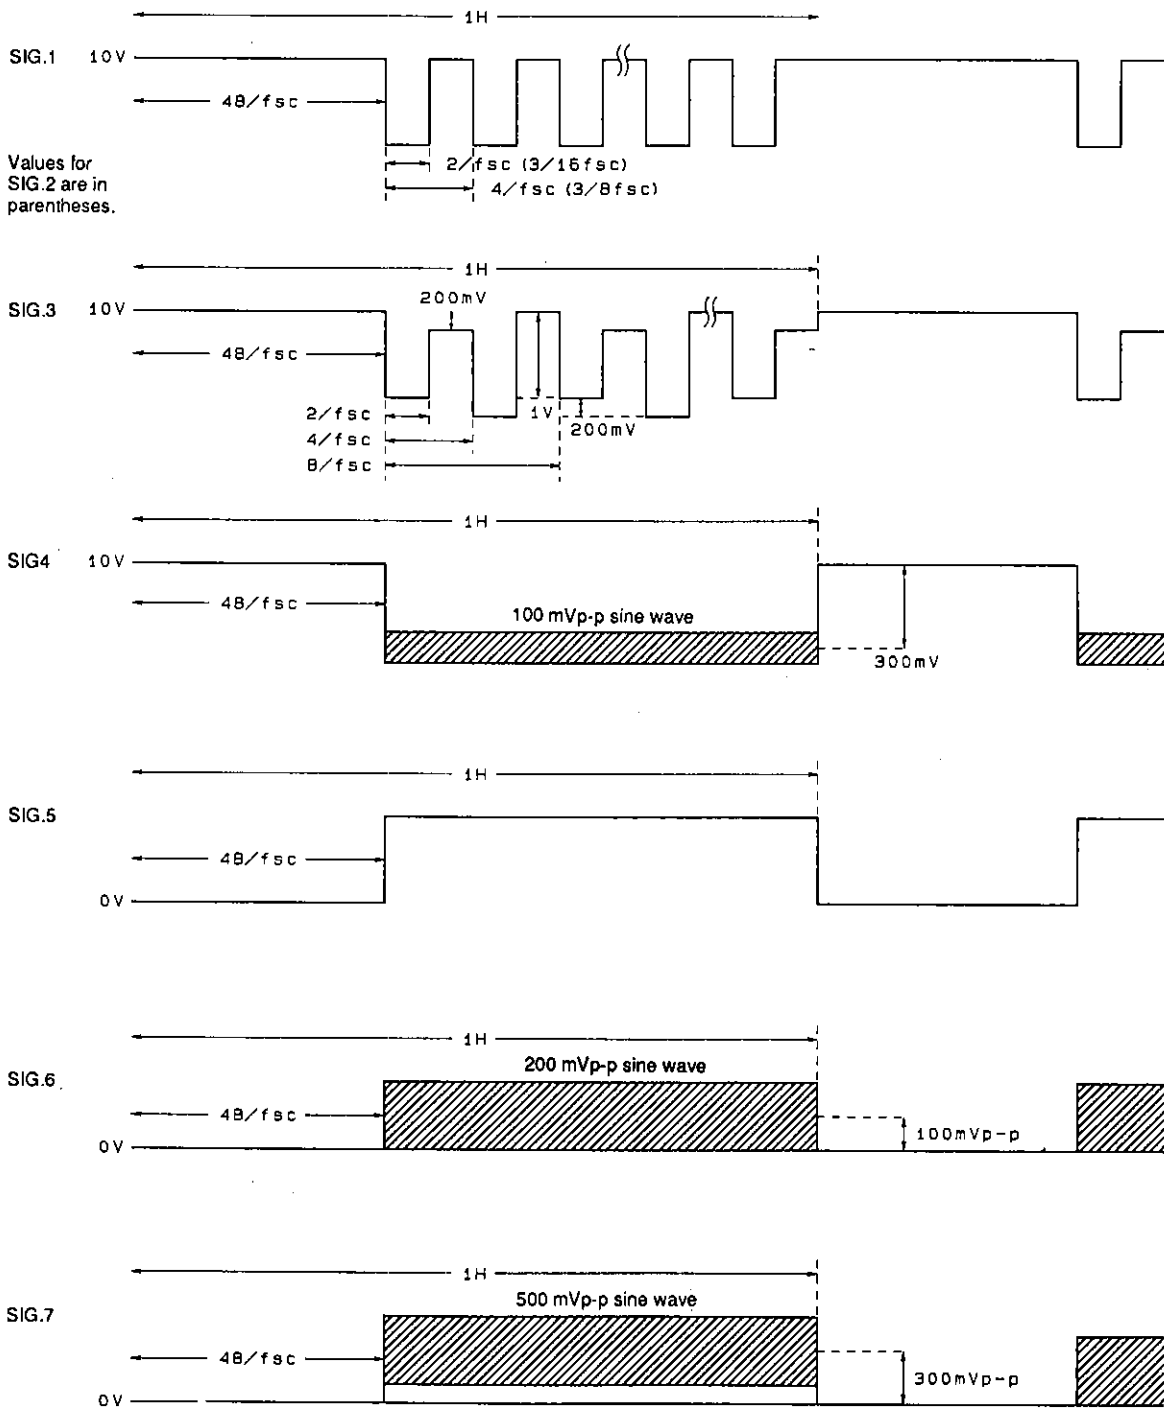 1H
SIG.1 10V
48/fsc
Values for
SIG.2 are in
parentheses.
2/fsc (3/16fsc)
4/fsc (3/8fsc)
1H
SIG.3 10V
200mV
48/fsc
2/fsc
1V
200mV
4/fsc
8/fsc
1H
SIG4 10V
48/fsc
100 mVp-p sine wave
300mV
1H
SIG.5
48/fsc
0V
1H
200 mVp-p sine wave
SIG.6
48/fsc
100mVp-p
0V
1H
500 mVp-p sine wave
SIG.7
48/fsc
300mVp-p
0V